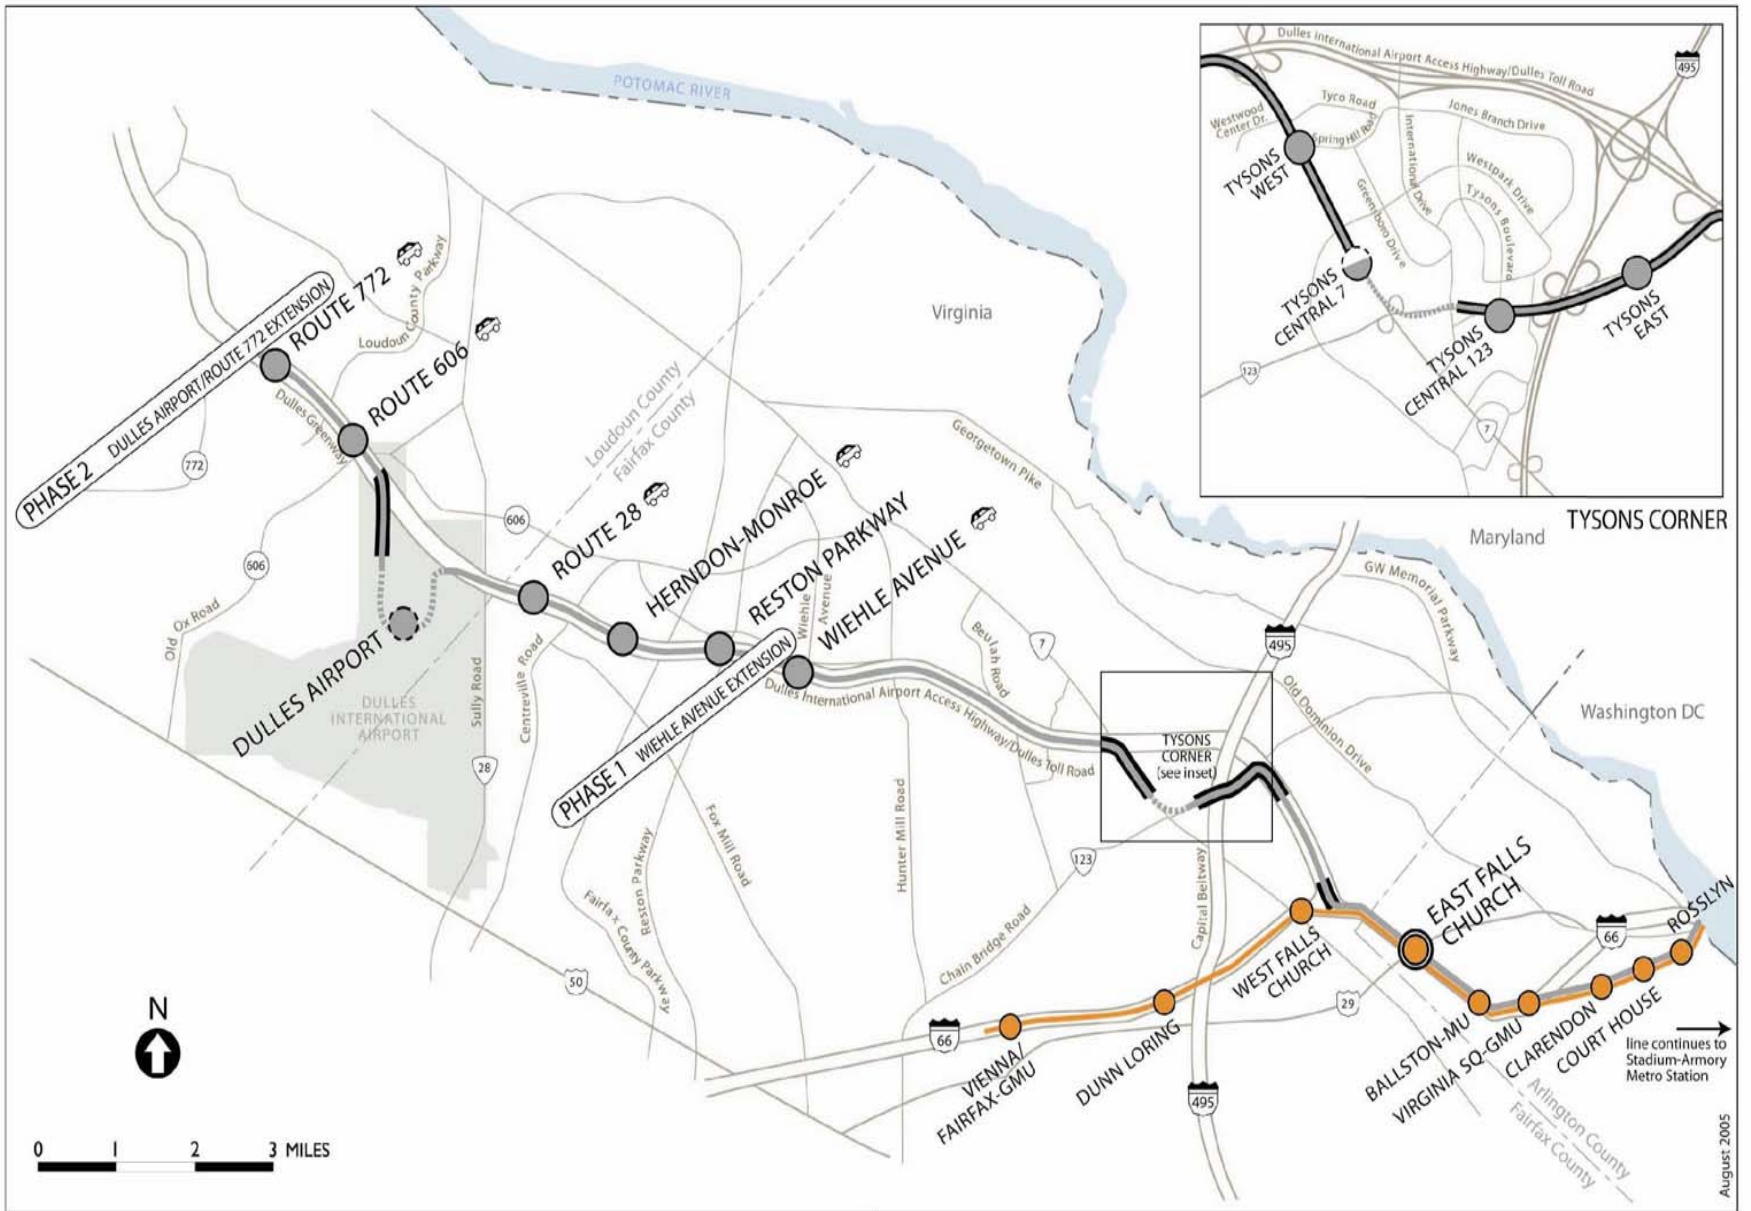 POTOMAC RIVER
Dulles International Airport Access Highway/Dulles Toll Road
495
Tyco Road
Jones Branch Drive
Westwood
Center Dr.
Spring Hill Road
International Drive
Westpark Drive
Tysons Boulevard
Greensboro Drive
TYSONS
WEST
TYSONS
CENTRAL 7
TYSONS
CENTRAL 123
TYSONS
EAST
123
7
TYSONS CORNER
Virginia
Maryland
Washington DC
ROUTE 772
Loudoun County Parkway
PHASE 2 DULLES AIRPORT/ROUTE 772 EXTENSION
ROUTE 606
Dulles Greenway
772
Loudoun County
Fairfax County
Georgetown Pike
606
ROUTE 28
HERNDON-MONROE
RESTON PARKWAY
WIEHLE AVENUE
Wiehle
Avenue
606
Old Ox Road
DULLES AIRPORT
DULLES
INTERNATIONAL
AIRPORT
Sully Road
Centreville Road
28
PHASE 1 WIEHLE AVENUE EXTENSION
Dulles International Airport Access Highway/Dulles Toll Road
Beulah Road
7
495
GW Memorial Parkway
Old Dominion Drive
TYSONS
CORNER
(see inset)
Fox Mill Road
Hunter Mill Road
Reston Parkway
Fairfax County Parkway
123
Chain Bridge Road
Capital Beltway
EAST FALLS
CHURCH
WEST FALLS
CHURCH
ROSSLYN
66
50
29
66
VIENNA/
FAIRFAX-GMU
DUNN LORING
495
BALLSTON-MU
VIRGINIA SQ-GMU
CLARENDON
COURT HOUSE
line continues to
Stadium-Armory
Metro Station
Arlington County
Fairfax County
N
0 1 2 3 MILES
August 2005